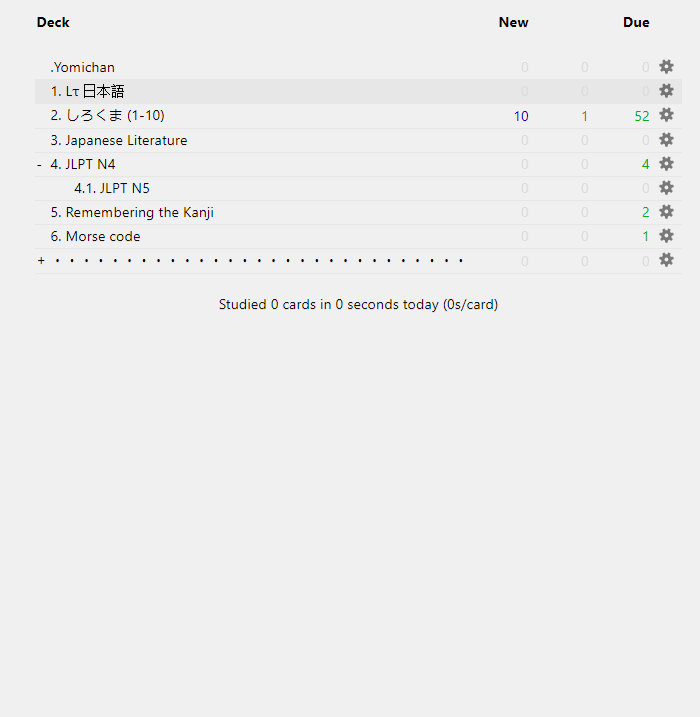 Deck New Due
.Yomichan 0 0 0
1. Lτ 日本語 0 0 0
2. しろくま (1-10) 10 1 52
3. Japanese Literature 0 0 0
- 4. JLPT N4 0 0 4
4.1. JLPT N5 0 0 0
5. Remembering the Kanji 0 0 2
6. Morse code 0 0 1
+ ・・・・・・・・・・・・・・・・・・・・・・・・・・・・・ 0 0 0
Studied 0 cards in 0 seconds today (0s/card)